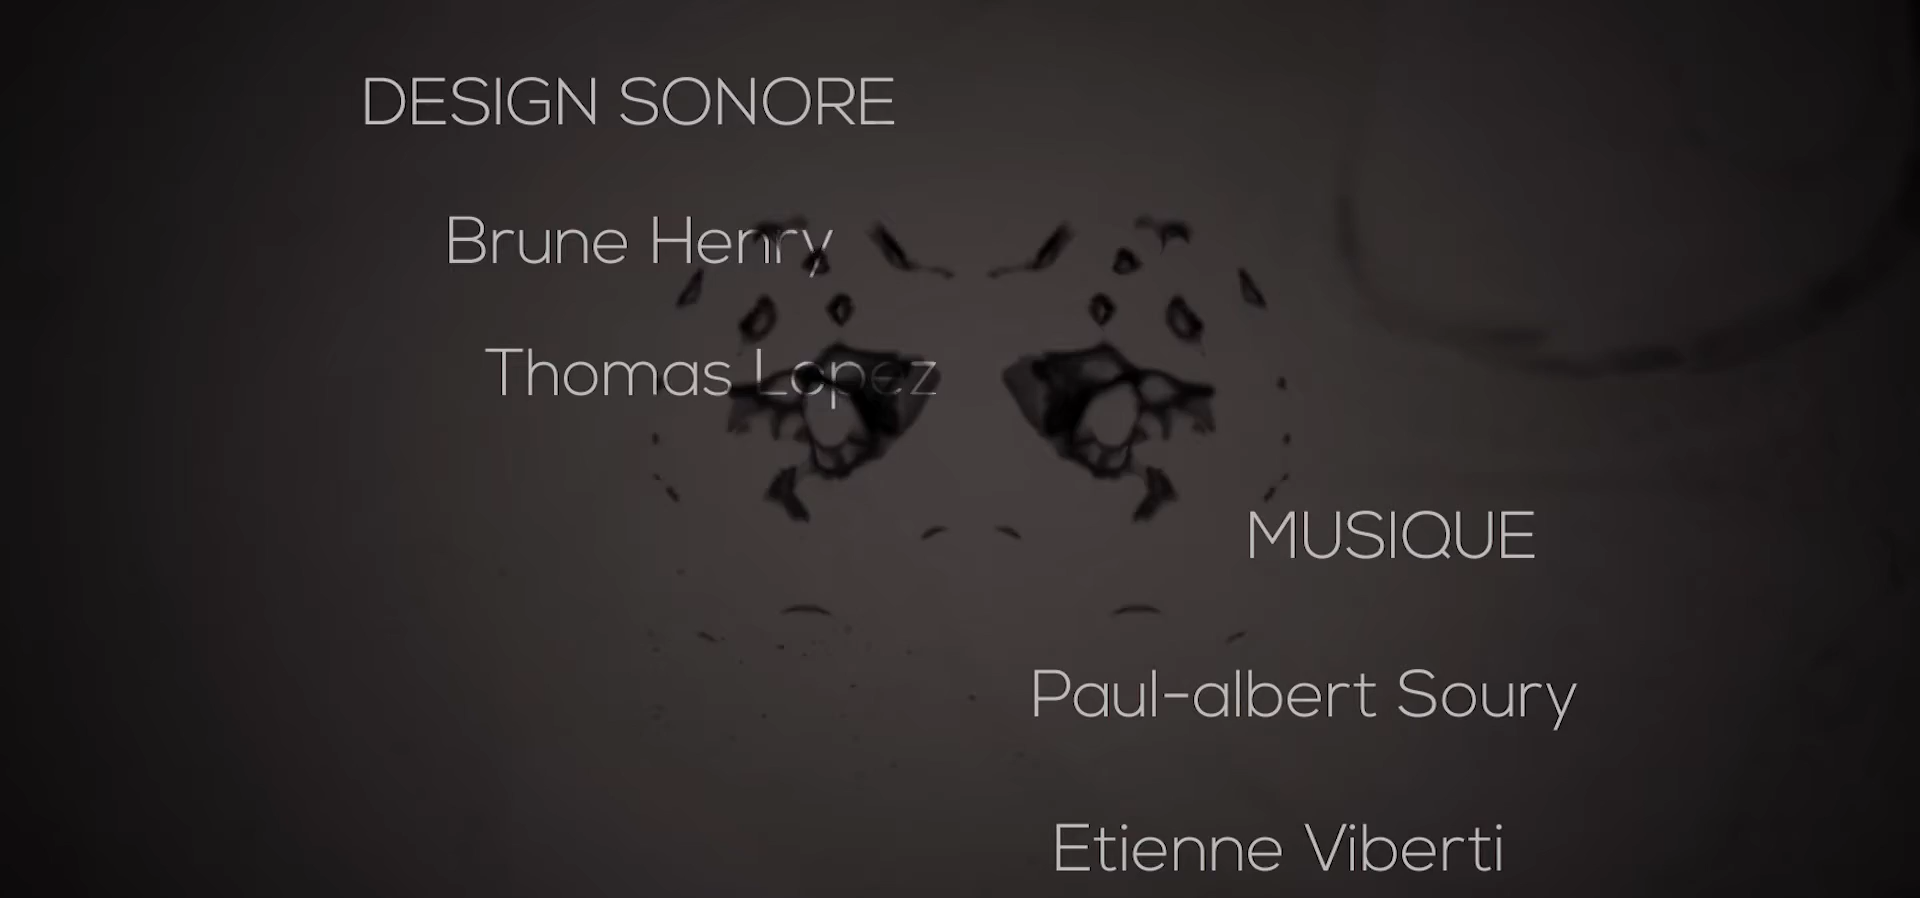 DESIGN SONORE
Brune Henry
Thomas Lopez
MUSIQUE
Paul-albert Soury
Etienne Viberti